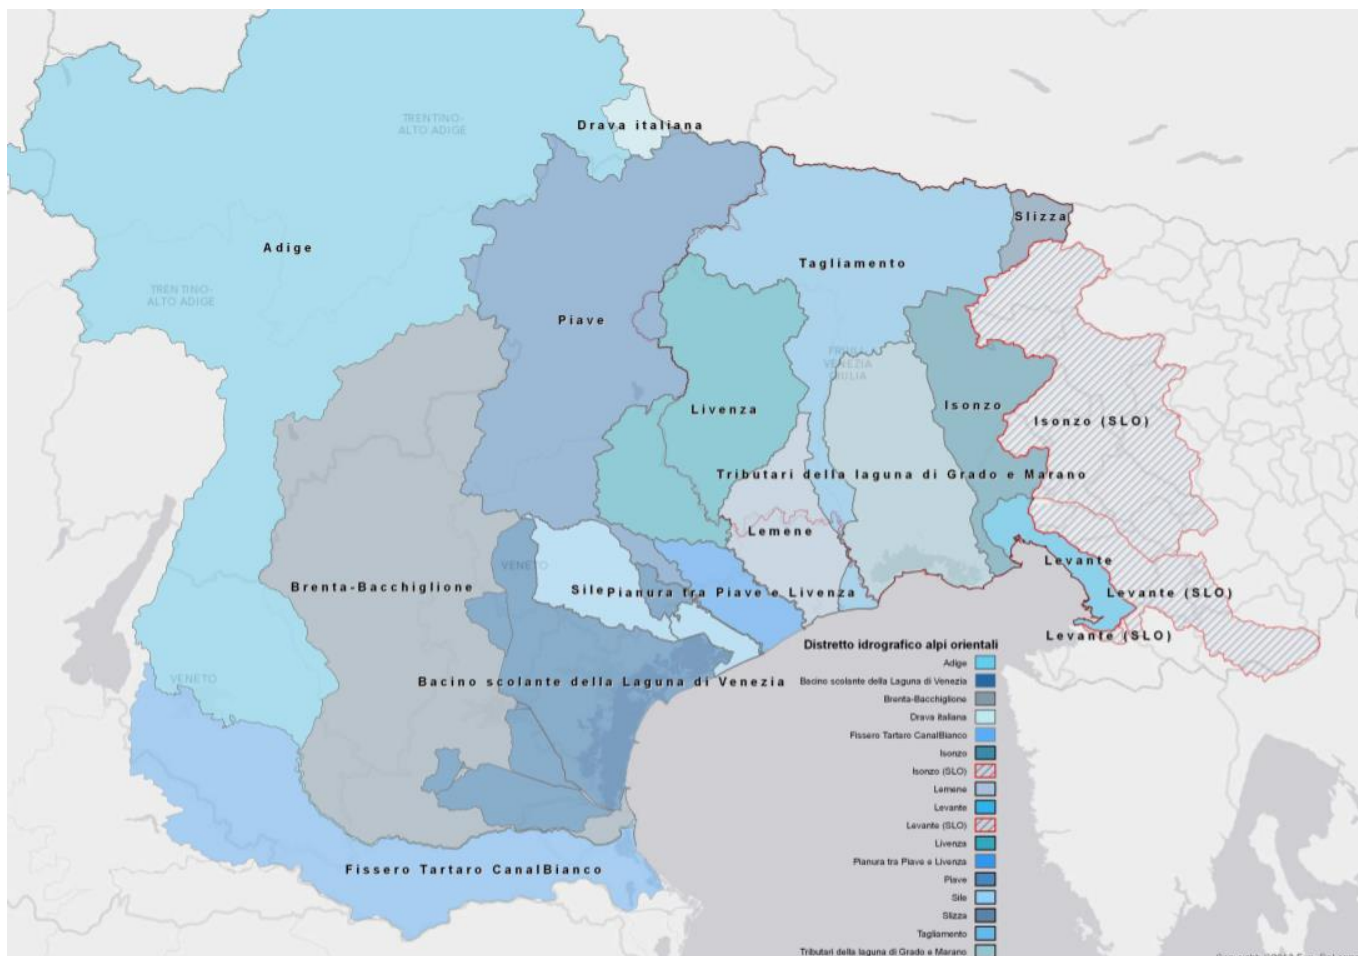 TRENTINO-
ALTO ADIGE
Drava italiana
Slizza
Adige
Tagliamento
TRENTINO-
ALTO ADIGE
Piave
FRIULI
VENEZIA
GIULIA
Livenza
Isonzo
Isonzo (SLO)
Tributari della laguna di Grado e Marano
Lemene
VENETO
Levante
Brenta-Bacchiglione
Sile
Pianura tra Piave e Livenza
Levante (SLO)
Levante (SLO)
VENETO
Bacino scolante della Laguna di Venezia
Fissero Tartaro CanalBianco
Distretto idrografico alpi orientali
Adige
Bacino scolante della Laguna di Venezia
Brenta-Bacchiglione
Drava Italiana
Fissero Tartaro CanalBianco
Isonzo
Isonzo (SLO)
Lemene
Levante
Levante (SLO)
Livenza
Pianura tra Piave e Livenza
Piave
Sile
Slizza
Tagliamento
Tributari della laguna di Grado e Marano